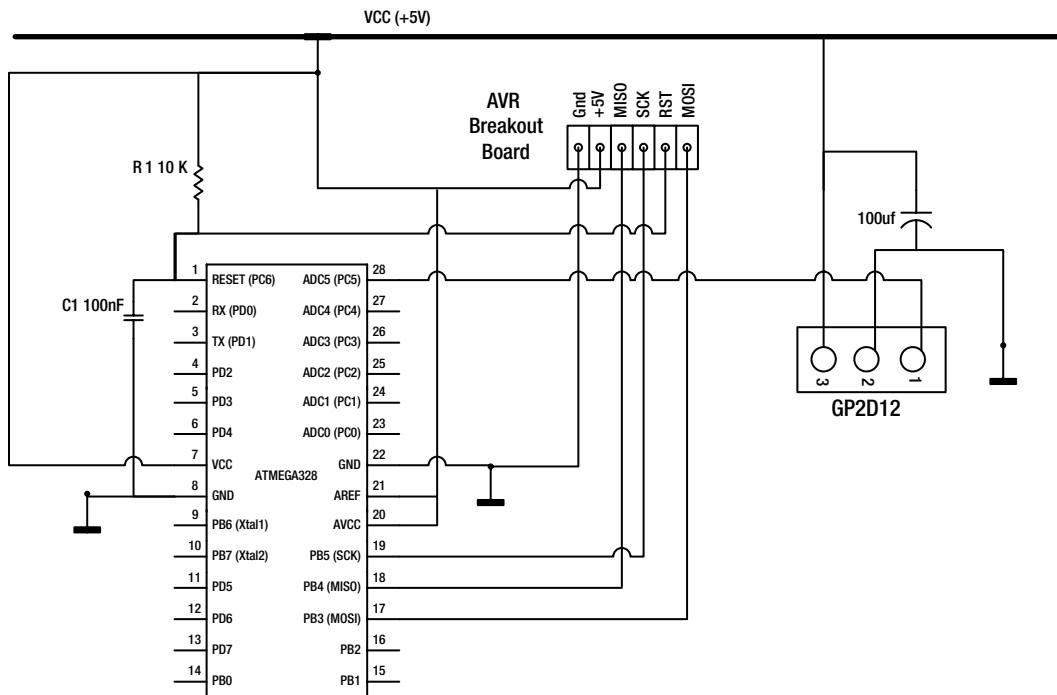 VCC (+5V)
AVR
Breakout
Board
Gnd
+5V
MISO
SCK
RST
MOSI
R 1 10 K
100uf
C1 100nF
1 RESET (PC6) ADC5 (PC5) 28
2 RX (PD0) ADC4 (PC4) 27
3 TX (PD1) ADC3 (PC3) 26
4 PD2 ADC2 (PC2) 25
5 PD3 ADC1 (PC1) 24
6 PD4 ADC0 (PC0) 23
7 VCC GND 22
ATMEGA328
8 GND AREF 21
9 PB6 (Xtal1) AVCC 20
10 PB7 (Xtal2) PB5 (SCK) 19
11 PD5 PB4 (MISO) 18
12 PD6 PB3 (MOSI) 17
13 PD7 PB2 16
14 PB0 PB1 15
3 2 1
GP2D12